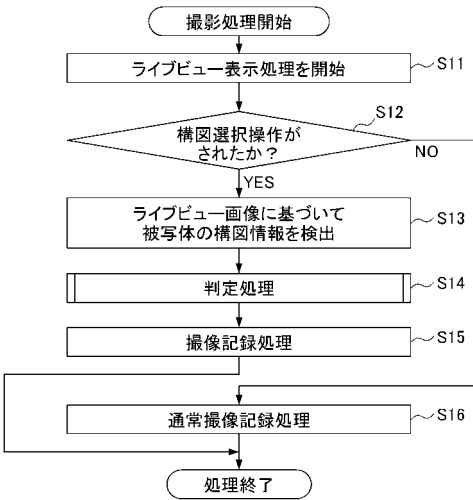 撮影処理開始
ライブビュー表示処理を開始
S11
S12
構図選択操作が
されたか？
NO
YES
ライブビュー画像に基づいて
被写体の構図情報を検出
S13
判定処理
S14
撮像記録処理
S15
通常撮像記録処理
S16
処理終了